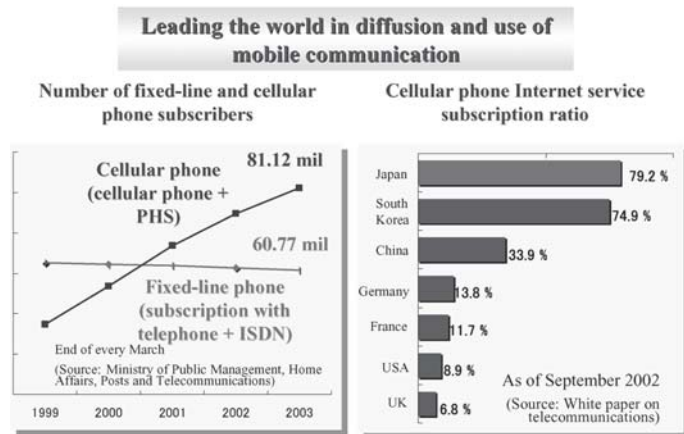 Leading the world in diffusion and use of
mobile communication
Number of fixed-line and cellular
phone subscribers
81.12 mil
Cellular phone
(cellular phone +
PHS)
60.77 mil
Fixed-line phone
(subscription with
telephone + ISDN)
End of every March
(Source: Ministry of Public Management, Home
Affairs, Posts and Telecommunications)
1999 2000 2001 2002 2003
Cellular phone Internet service
subscription ratio
Japan 79.2 %
South
Korea 74.9 %
China 33.9 %
Germany 13.8 %
France 11.7 %
USA 8.9 %
UK 6.8 %
As of September 2002
(Source: White paper on
telecommunications)